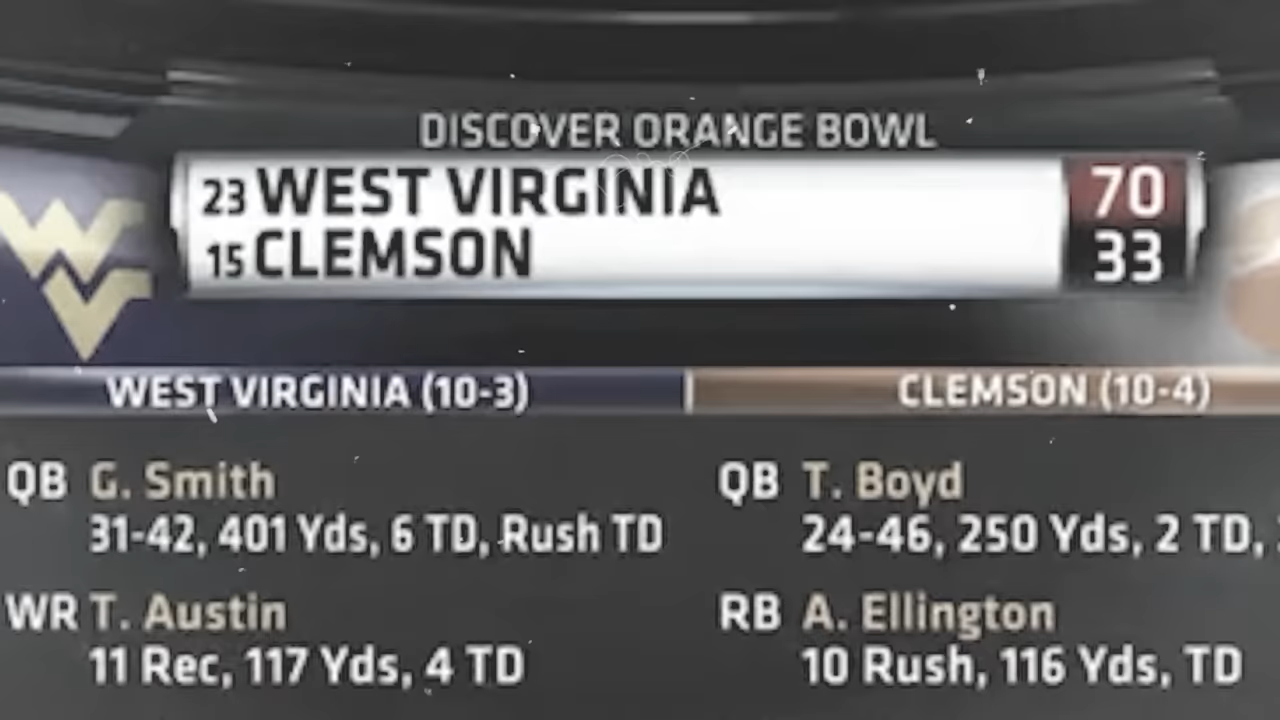 DISCOVER ORANGE BOWL
23 WEST VIRGINIA 70
15 CLEMSON 33
WEST VIRGINIA (10-3)
CLEMSON (10-4)
QB G. Smith
31-42, 401 Yds, 6 TD, Rush TD
WR T. Austin
11 Rec, 117 Yds, 4 TD
QB T. Boyd
24-46, 250 Yds, 2 TD,
RB A. Ellington
10 Rush, 116 Yds, TD
WV